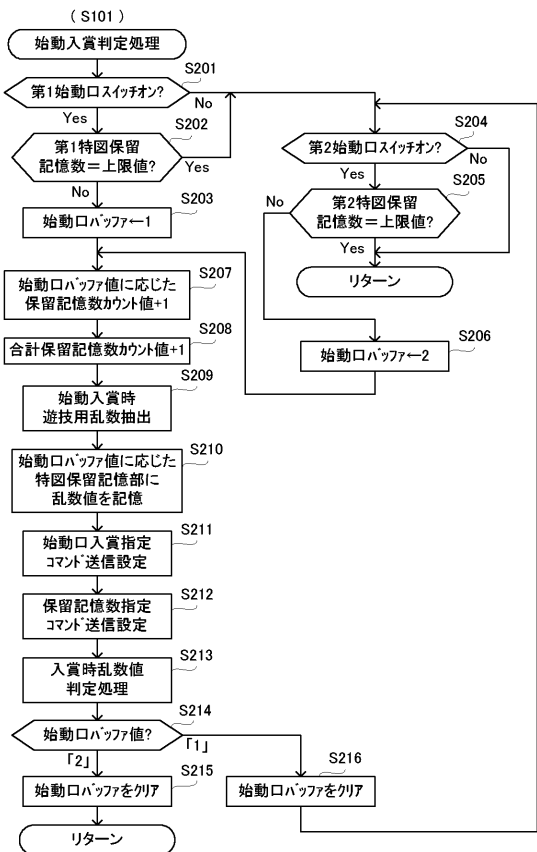 (S101)
始動入賞判定処理
S201
第1始動口スイッチオン?
No
Yes
S202
第1特図保留
記憶数=上限値?
Yes
No
S203
始動口バッファ←1
S204
第2始動口スイッチオン?
No
Yes
S205
No
第2特図保留
記憶数=上限値?
Yes
リターン
S206
始動口バッファ←2
S207
始動口バッファ値に応じた
保留記憶数カウント値+1
S208
合計保留記憶数カウント値+1
S209
始動入賞時
遊技用乱数抽出
S210
始動口バッファ値に応じた
特図保留記憶部に
乱数値を記憶
S211
始動口入賞指定
コマンド送信設定
S212
保留記憶数指定
コマンド送信設定
S213
入賞時乱数値
判定処理
S214
始動口バッファ値?
「1」
「2」
S215
始動口バッファをクリア
S216
始動口バッファをクリア
リターン